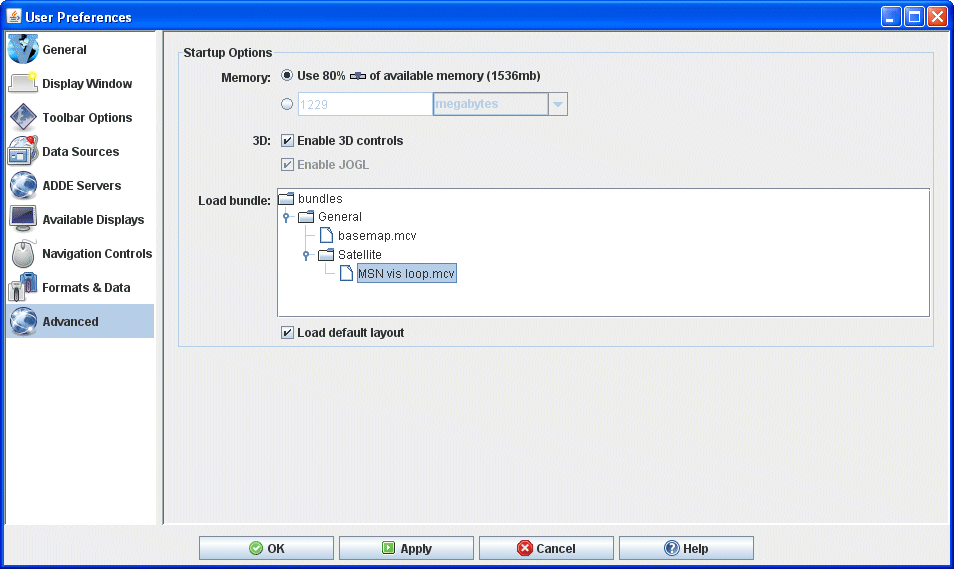 User Preferences
General
Display Window
Toolbar Options
Data Sources
ADDE Servers
Available Displays
Navigation Controls
Formats & Data
Advanced
Startup Options
Memory: Use 80% of available memory (1536mb)
1229 megabytes
3D: Enable 3D controls
Enable JOGL
Load bundle: bundles
General
basemap.mcv
Satellite
MSN vis loop.mcv
Load default layout
OK Apply Cancel Help